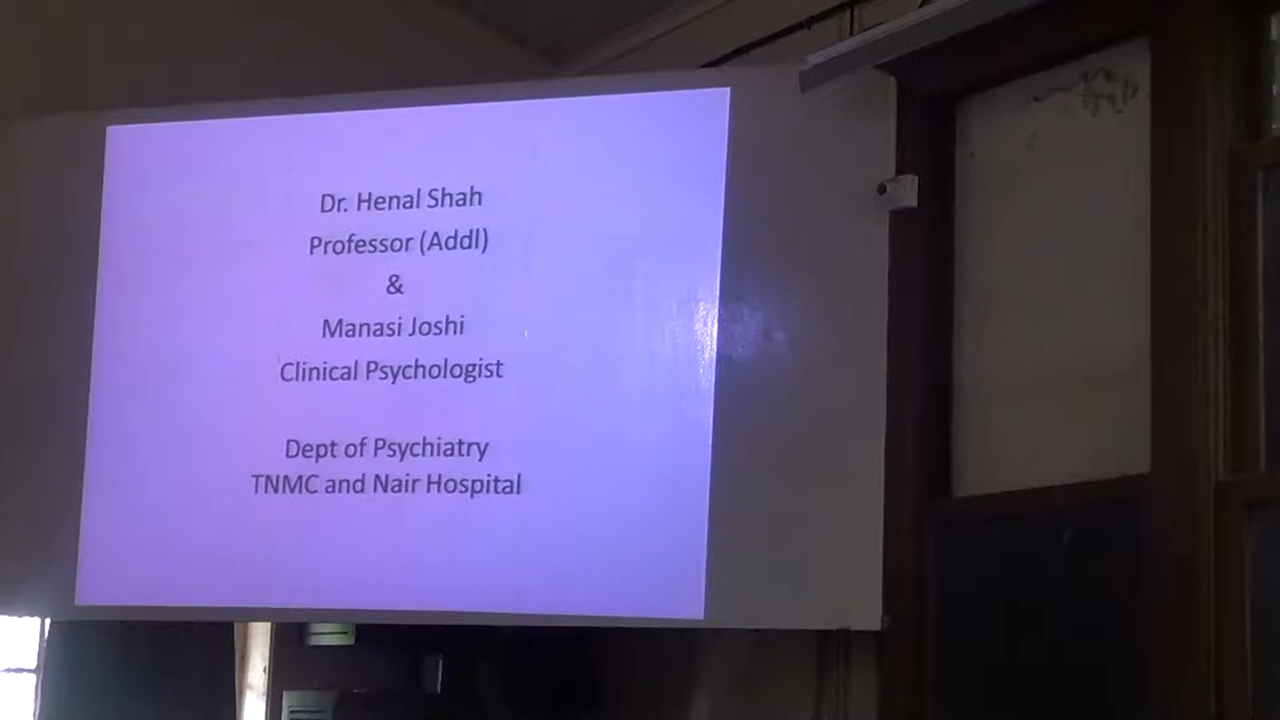 Dr. Henal Shah
Professor (Addl)
&
Manasi Joshi
Clinical Psychologist
Dept of Psychiatry
TNMC and Nair Hospital